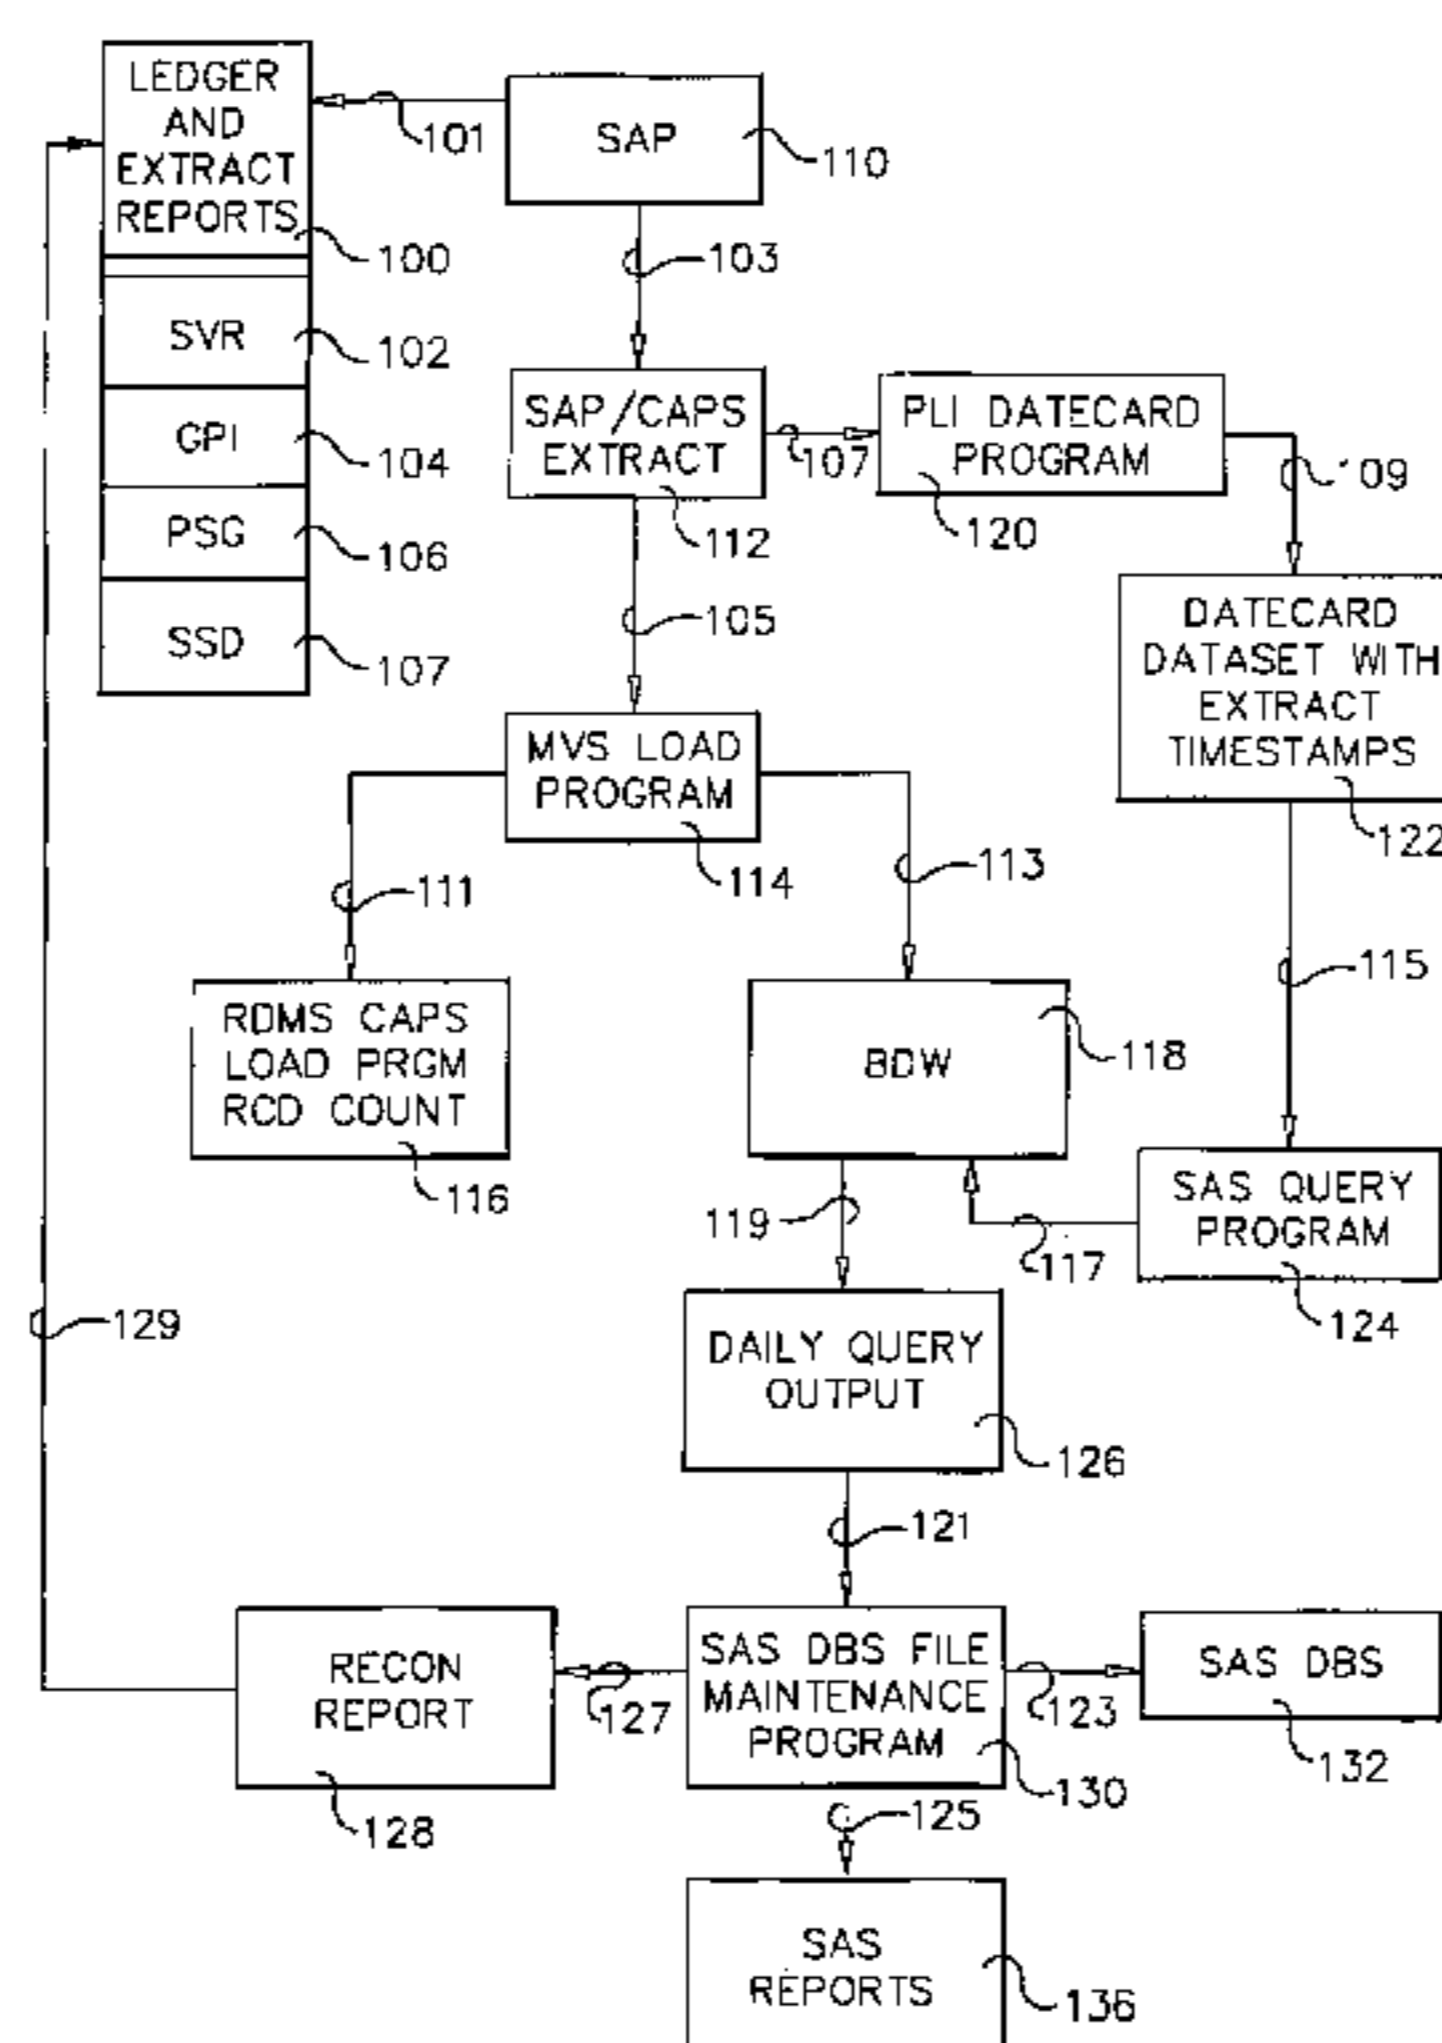 LEDGER
AND
EXTRACT
REPORTS
100
101
SAP
110
103
SVR
102
GPI
104
PSG
106
SSD
107
SAP/CAPS
EXTRACT
112
107
PLI DATECARD
PROGRAM
120
109
105
DATECARD
DATASET WITH
EXTRACT
TIMESTAMPS
122
MVS LOAD
PROGRAM
114
111
113
115
RDMS CAPS
LOAD PRGM
RCD COUNT
116
BDW
118
119
117
SAS QUERY
PROGRAM
124
129
DAILY QUERY
OUTPUT
126
121
RECON
REPORT
128
127
SAS DBS FILE
MAINTENANCE
PROGRAM
130
123
SAS DBS
132
125
SAS
REPORTS
136